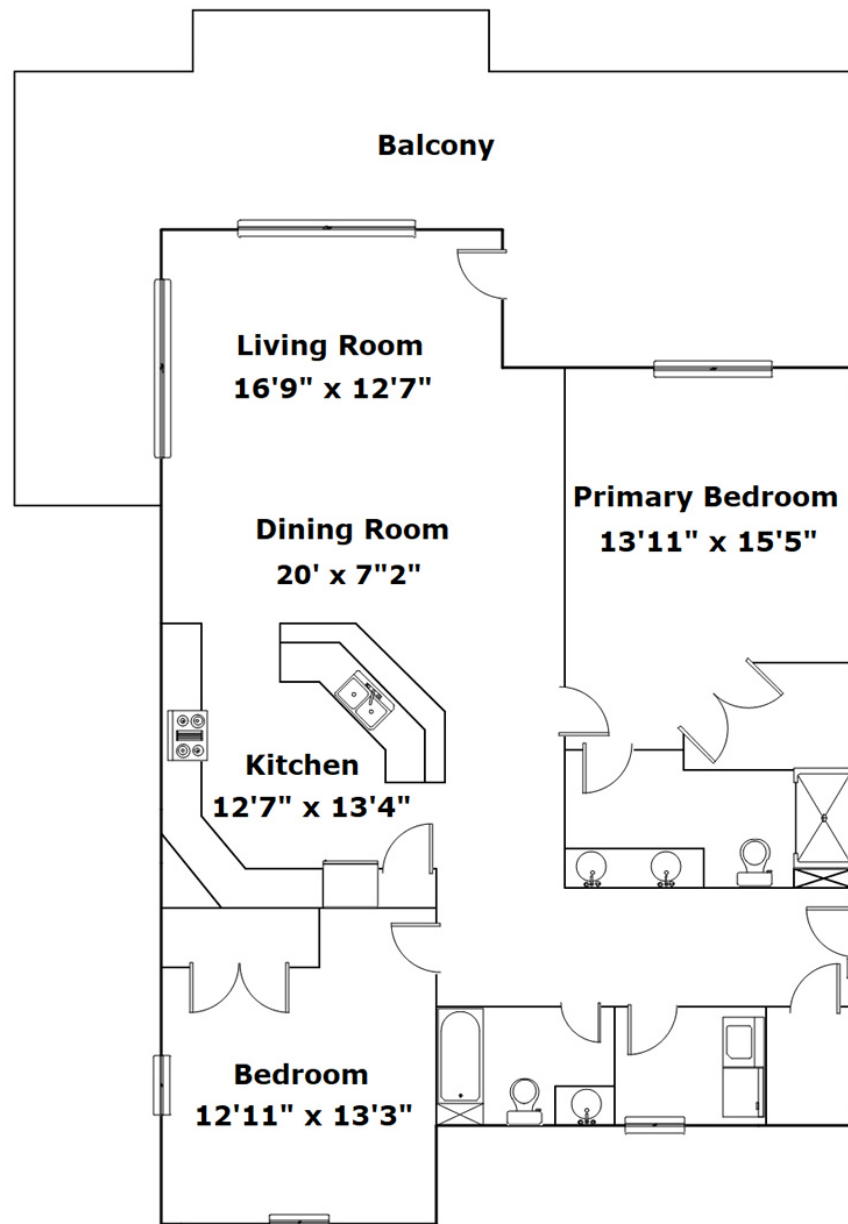 Balcony
Living Room
16'9" x 12'7"
Primary Bedroom
13'11" x 15'5"
Dining Room
20' x 7"2"
Kitchen
12'7" x 13'4"
Bedroom
12'11" x 13'3"